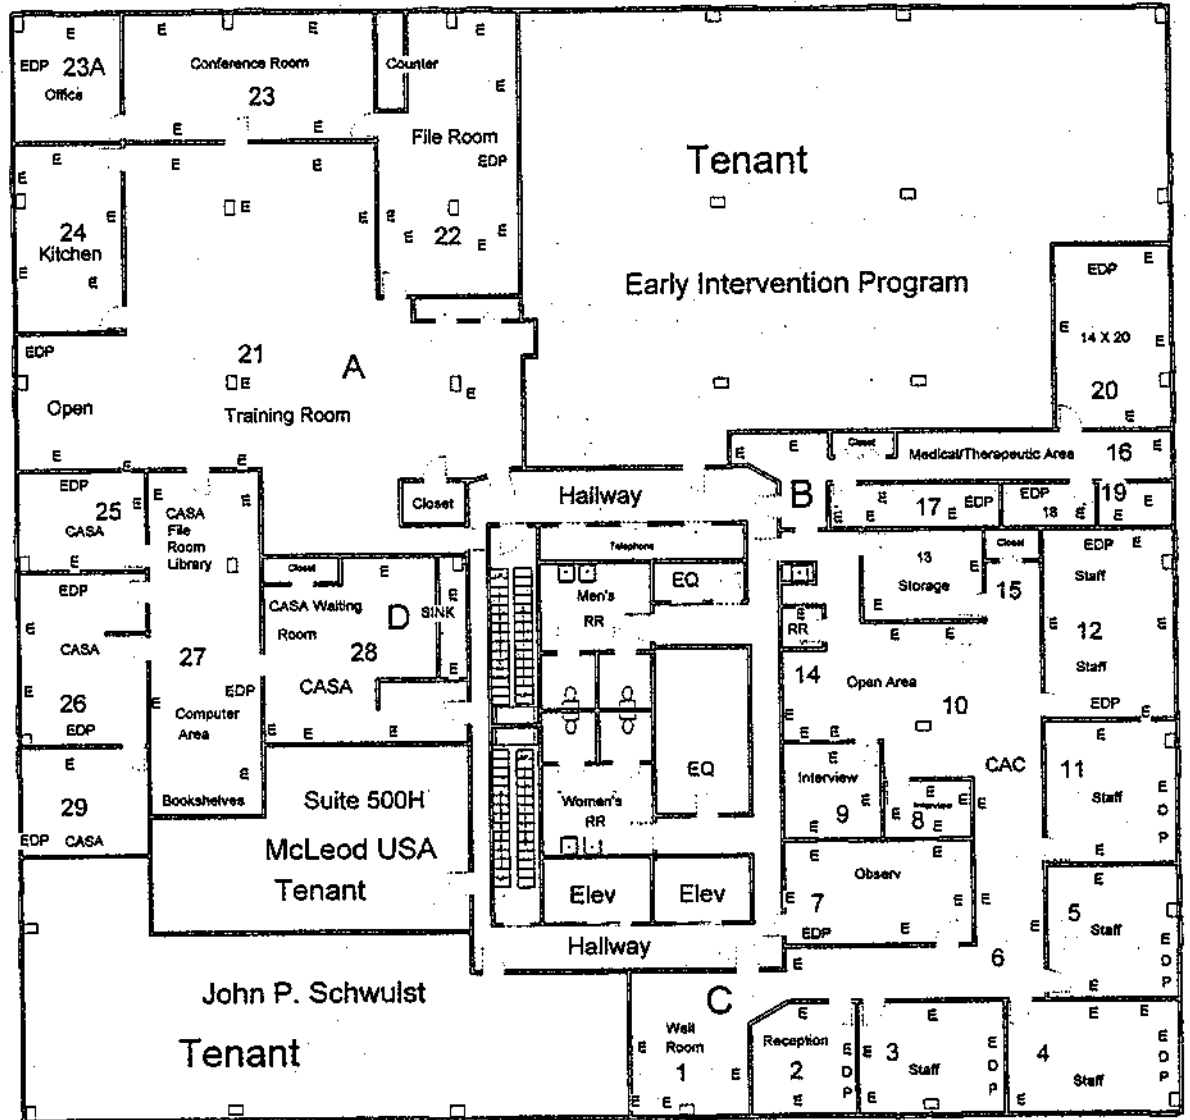 EDP 23A
Office
E
Conference Room
23
E
E
E
E
Counter
E
E
File Room
EDP
22
E
E
E
E
Tenant
Early Intervention Program
24
Kitchen
E
E
E
E
E
E
E
E
E
EDP
21
A
E
E
Open
Training Room
E
E
E
EDP
E
14 X 20
E
E
20
E
EDP
25
CASA
E
CASA
File
Room
Library
E
Closet
Hallway
E
E
B
Closet
Medical/Therapeutic Area
16
E
E
E
E
17
EDP
EDP
18
E
19
E
E
EDP
E
CASA
26
E
EDP
27
EDP
E
Computer
Area
E
Bookshelves
Closet
E
CASA Waiting
Room
D
SINK
E
E
28
CASA
E
E
E
Telephone
Men's
RR
EQ
EQ
Women's
RR
Elev
Elev
13
Storage
E
E
Closet
15
EDP
E
Staff
E
12
E
Staff
EDP
E
RR
14
E
E
Open Area
E
E
10
CAC
E
Interview
9
E
E
E
Interview
8
E
E
11
E
Staff
E
E
D
P
E
29
EDP
CASA
Suite 500H
McLeod USA
Tenant
E
Observ
E
7
E
EDP
E
E
E
6
E
5
Staff
E
E
D
P
Hallway
E
John P. Schwulst
Tenant
C
Wait
Room
1
E
E
E
E
E
Reception
2
E
E
D
P
E
3
Staff
E
E
E
D
P
E
E
4
Staff
E
E
D
P